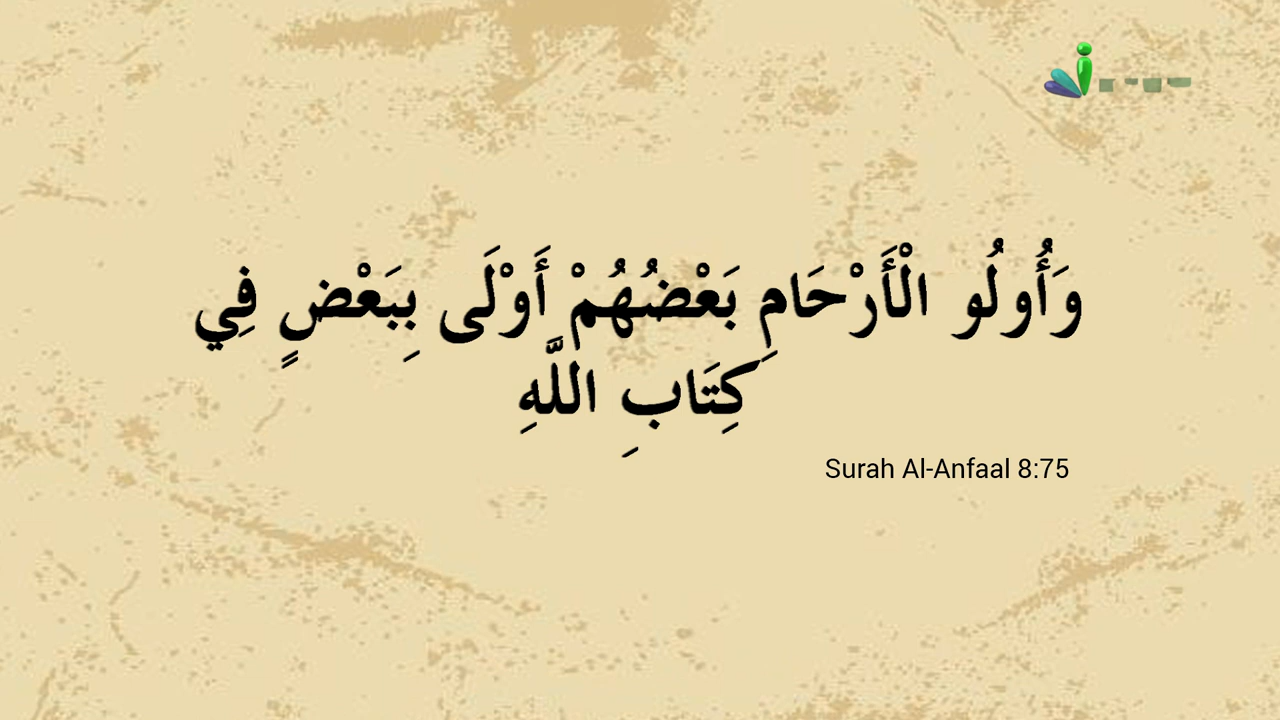 وَأُولُو الْأَرْحَامِ بَعْضُهُمْ أَوْلَى بِبَعْضٍ فِي
كِتَابِ اللَّهِ
Surah Al-Anfaal 8:75